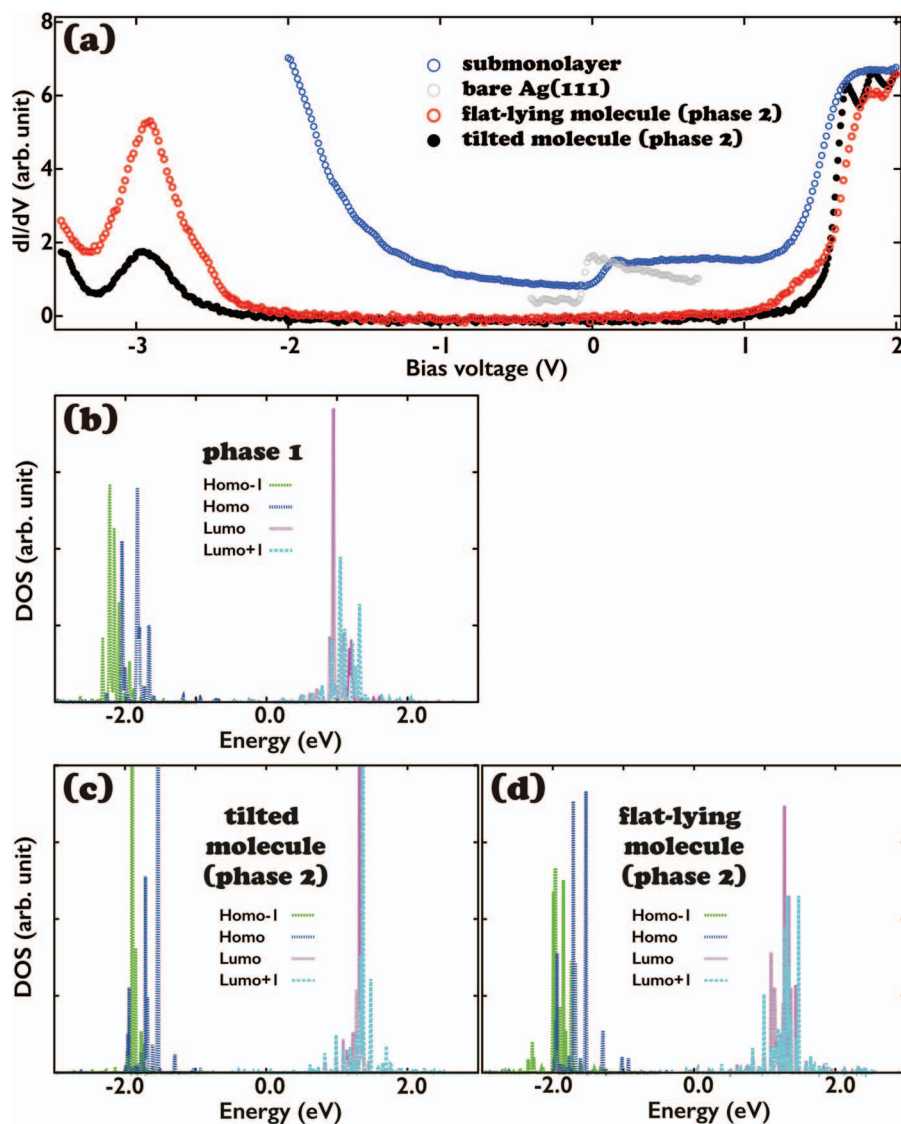 (a)
submonolayer
bare Ag(111)
flat-lying molecule (phase 2)
tilted molecule (phase 2)
dI/dV (arb. unit)
8
6
4
2
0
-3
-2
-1
0
1
2
Bias voltage (V)
(b)
phase 1
Homo-1
Homo
Lumo
Lumo+1
DOS (arb. unit)
-2.0
0.0
2.0
Energy (eV)
(c)
tilted
molecule
(phase 2)
Homo-1
Homo
Lumo
Lumo+1
DOS (arb. unit)
-2.0
0.0
2.0
Energy (eV)
(d)
flat-lying
molecule
(phase 2)
Homo-1
Homo
Lumo
Lumo+1
-2.0
0.0
2.0
Energy (eV)